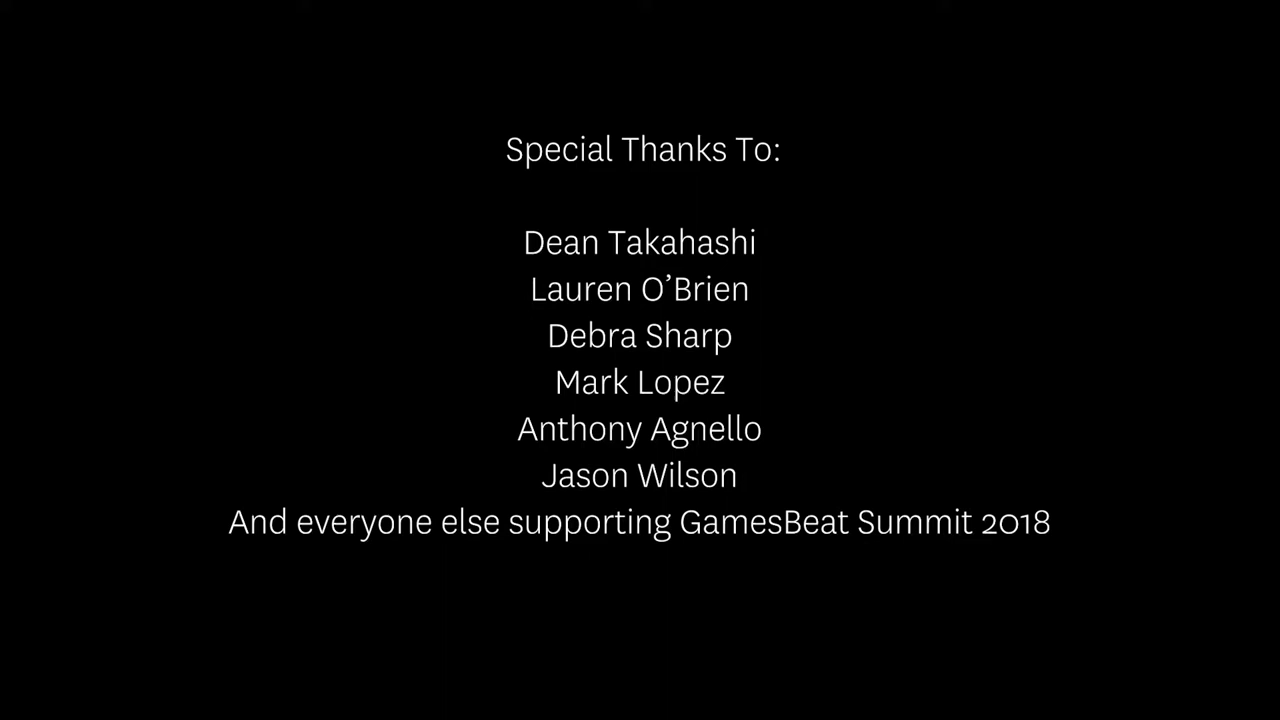 Special Thanks To:
Dean Takahashi
Lauren O’Brien
Debra Sharp
Mark Lopez
Anthony Agnello
Jason Wilson
And everyone else supporting GamesBeat Summit 2018